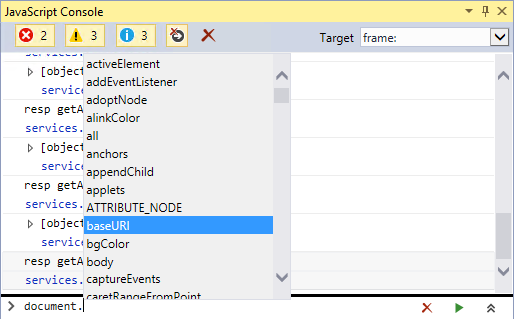 JavaScript Console
2 3 3 Target frame:
services.
activeElement
[object
addEventListener
service
adoptNode
resp getA
alinkColor
services.
all
[object
anchors
service
appendChild
resp getA
applets
services.
ATTRIBUTE_NODE
[object
baseURI
service
bgColor
resp getA
body
services.
captureEvents
caretRangeFromPoint
document.